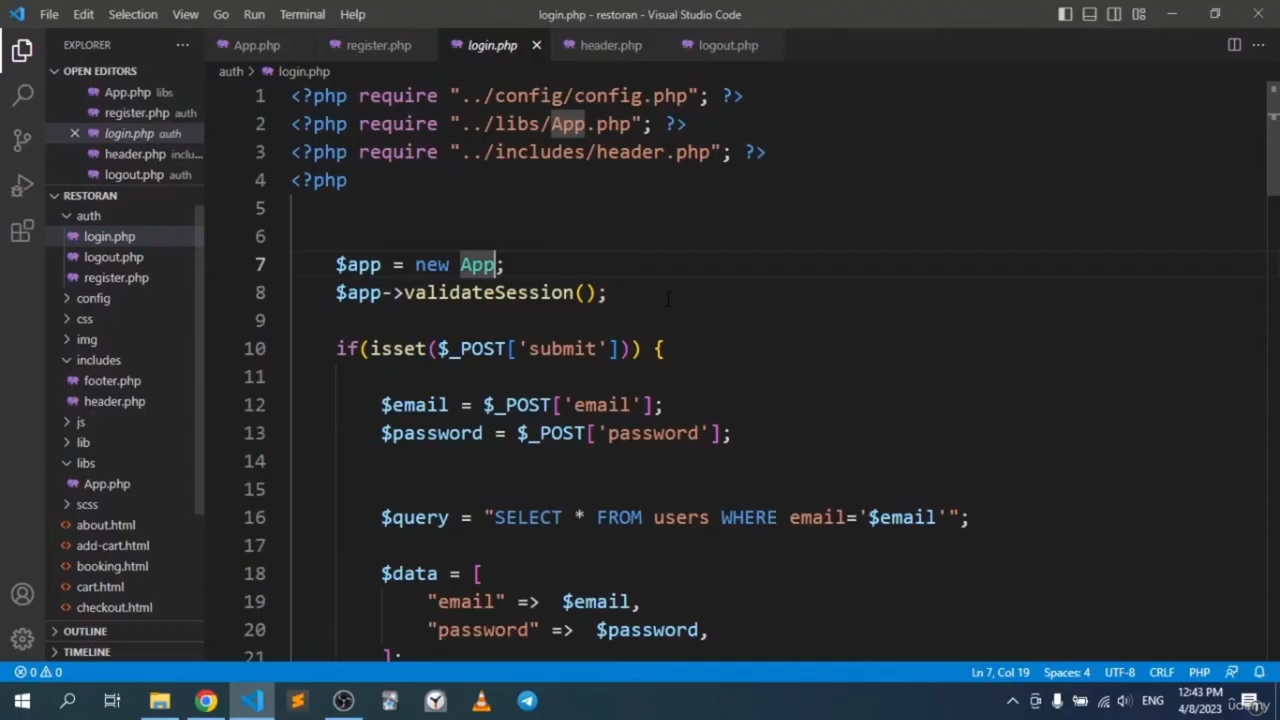 File Edit Selection View Go Run Terminal Help login.php - restoran - Visual Studio Code
EXPLORER App.php register.php login.php header.php logout.php
OPEN EDITORS
App.php libs
register.php auth
login.php auth
header.php inclu...
logout.php auth
RESTORAN
auth
login.php
logout.php
register.php
config
css
img
includes
footer.php
header.php
js
lib
libs
App.php
scss
about.html
add-cart.html
booking.html
cart.html
checkout.html
OUTLINE
TIMELINE
auth > login.php
1 <?php require "../config/config.php"; ?>
2 <?php require "../libs/App.php"; ?>
3 <?php require "../includes/header.php"; ?>
4 <?php
5
6
7 $app = new App;
8 $app->validateSession();
9
10 if(isset($_POST['submit'])) {
11
12 $email = $_POST['email'];
13 $password = $_POST['password'];
14
15
16 $query = "SELECT * FROM users WHERE email='$email'";
17
18 $data = [
19 "email" => $email,
20 "password" => $password,
21 ];
0 0 Ln 7, Col 19 Spaces: 4 UTF-8 CRLF PHP
ENG 12:43 PM
4/8/2023
udemy